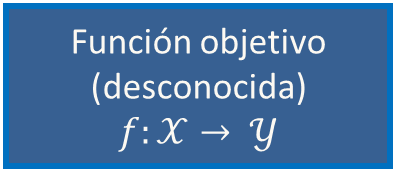 Función objetivo
(desconocida)
𝑓: 𝒳 → 𝒴